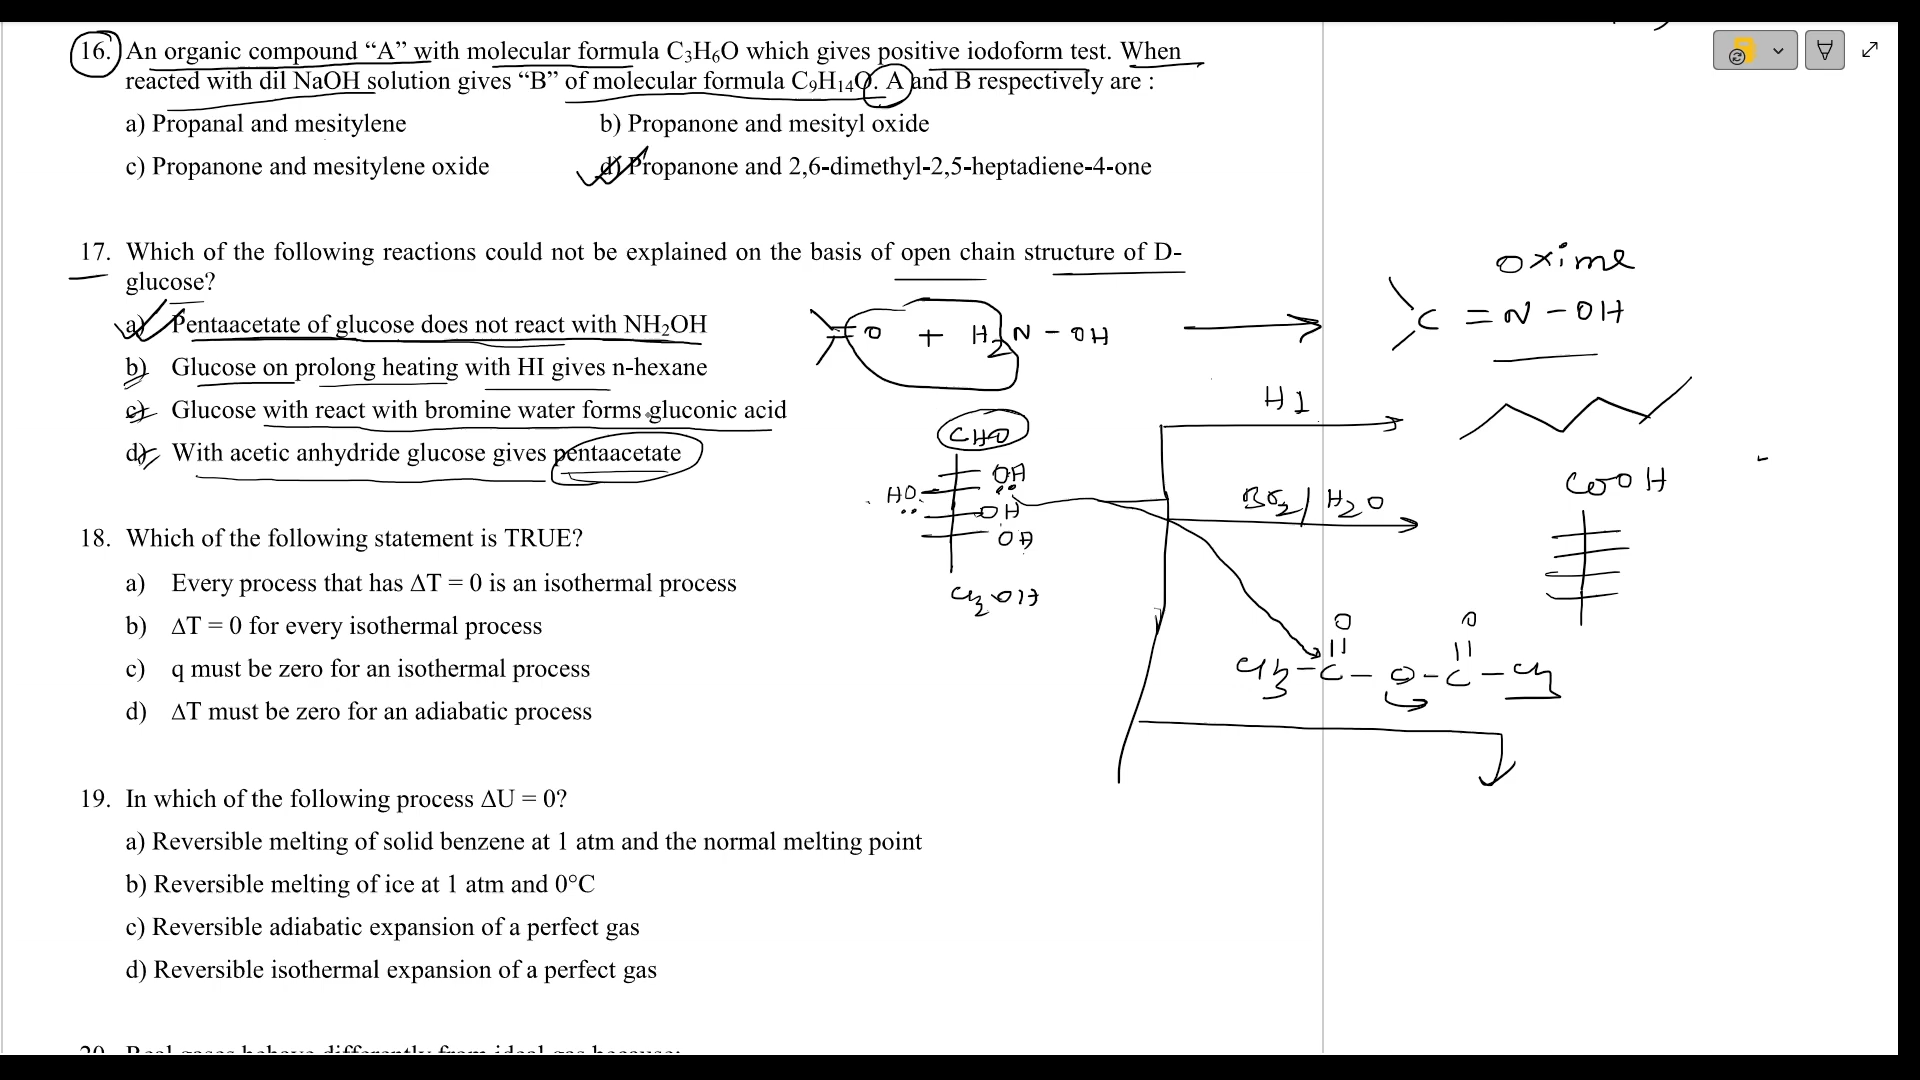 16. An organic compound “A” with molecular formula C₃H₆O which gives positive iodoform test. When
reacted with dil NaOH solution gives “B” of molecular formula C₉H₁₄O. A and B respectively are :
a) Propanal and mesitylene b) Propanone and mesityl oxide
c) Propanone and mesitylene oxide d) Propanone and 2,6-dimethyl-2,5-heptadiene-4-one
17. Which of the following reactions could not be explained on the basis of open chain structure of D-
glucose?
a) Pentaacetate of glucose does not react with NH₂OH
b) Glucose on prolong heating with HI gives n-hexane
c) Glucose with react with bromine water forms gluconic acid
d) With acetic anhydride glucose gives pentaacetate
oxime
=O + H₂N-OH
C =N-OH
HI
CHO
OH
HO
OH
OH
CH₂OH
Br₂/H₂O
COOH
O O
CH₃-C-O-C-CH₃
18. Which of the following statement is TRUE?
a) Every process that has ΔT = 0 is an isothermal process
b) ΔT = 0 for every isothermal process
c) q must be zero for an isothermal process
d) ΔT must be zero for an adiabatic process
19. In which of the following process ΔU = 0?
a) Reversible melting of solid benzene at 1 atm and the normal melting point
b) Reversible melting of ice at 1 atm and 0°C
c) Reversible adiabatic expansion of a perfect gas
d) Reversible isothermal expansion of a perfect gas
20. Real gases behave differently from ideal gas because: